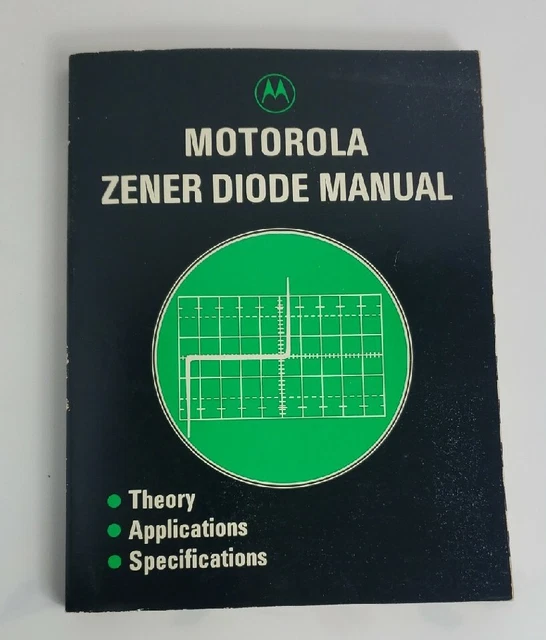 MOTOROLA
ZENER DIODE MANUAL
Theory
Applications
Specifications